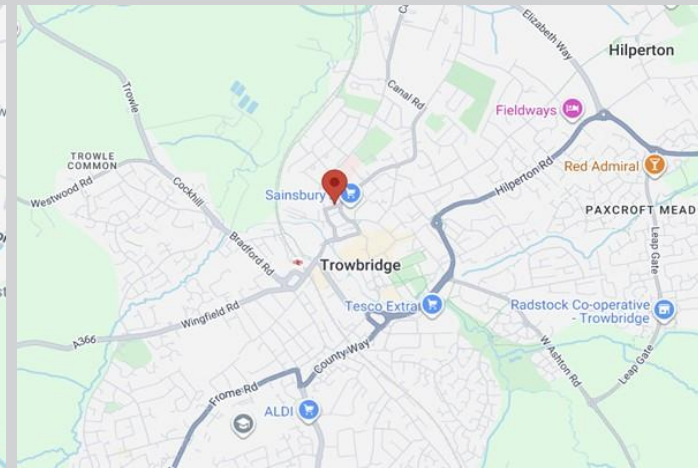 Elizabeth Way
Hilperton
Canal Rd
Trowle
Fieldways
Hilperton Rd
Red Admiral
TROWLE
COMMON
Westwood Rd
Cockhill
Sainsbury
PAXCROFT MEAD
Bradford Rd
Trowbridge
Leap Gate
Tesco Extra
Radstock Co-operative
- Trowbridge
Wingfield Rd
A366
County Way
W Ashton Rd
Leap Gate
Frome Rd
ALDI